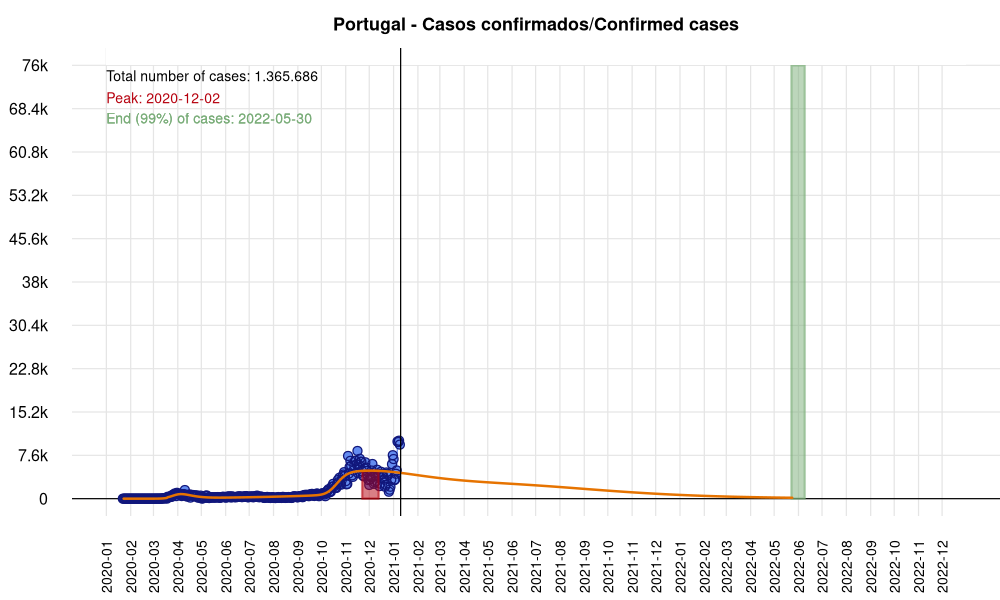 Portugal - Casos confirmados/Confirmed cases
76k
Total number of cases: 1.365.686
Peak: 2020-12-02
68.4k
End (99%) of cases: 2022-05-30
60.8k
53.2k
45.6k
38k
30.4k
22.8k
15.2k
7.6k
0
2020-01
2020-02
2020-03
2020-04
2020-05
2020-06
2020-07
2020-08
2020-09
2020-10
2020-11
2020-12
2021-01
2021-03
2021-04
2021-05
2021-06
2021-07
2021-08
2021-09
2021-10
2021-11
2021-12
2022-01
2022-02
2022-03
2022-04
2022-05
2022-06
2022-07
2022-08
2022-09
2022-10
2022-11
2022-12